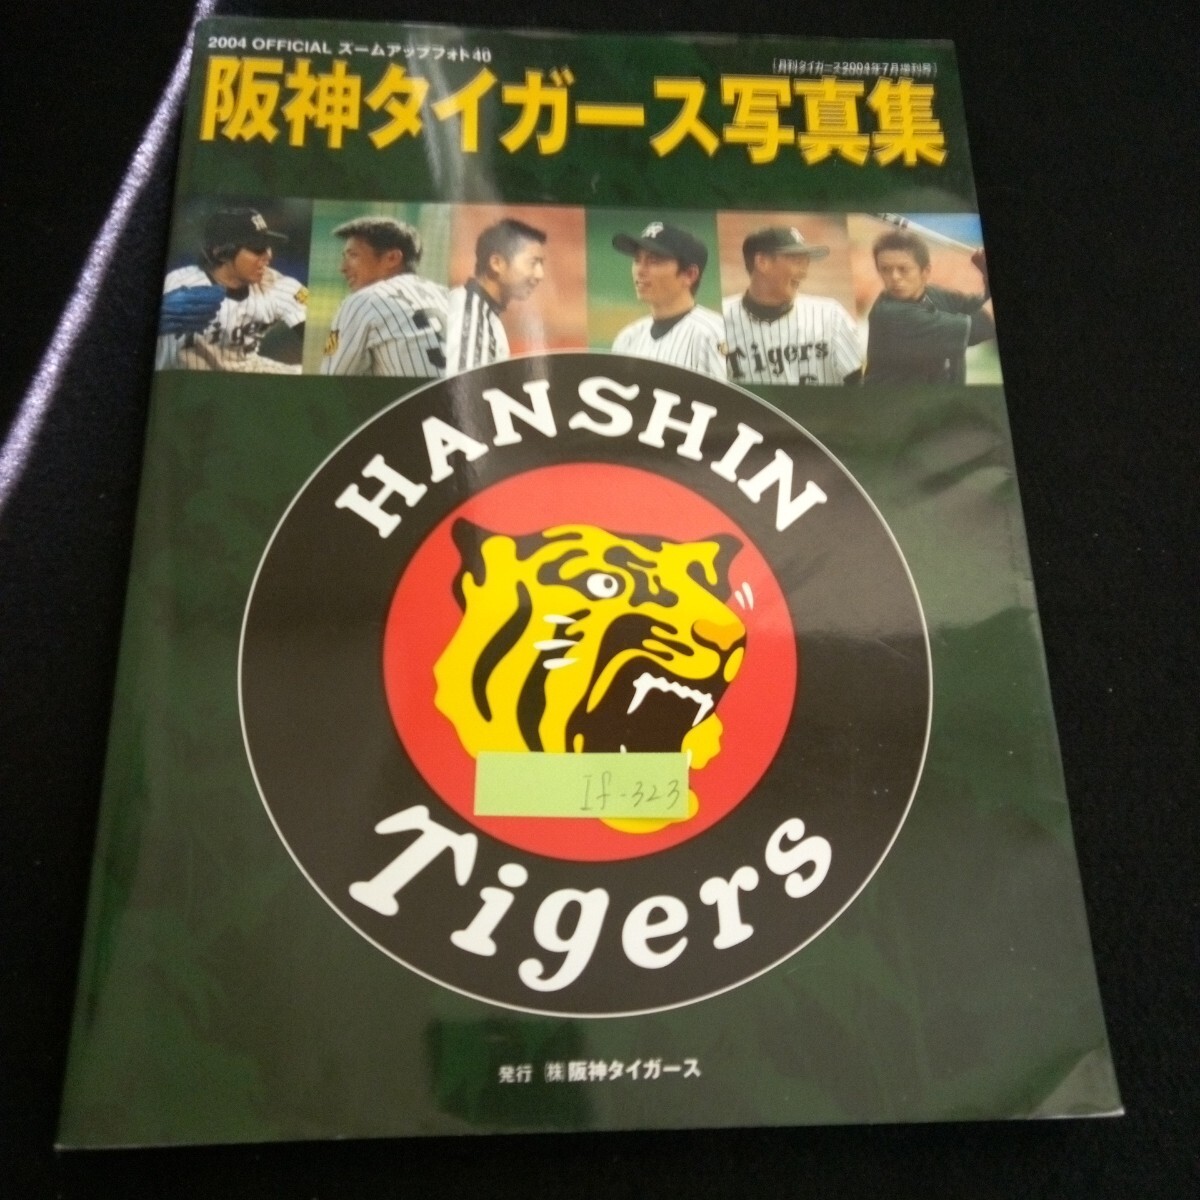 2004 OFFICIAL ズームアップフォト40
[月刊タイガース2004年7月増刊号]
阪神タイガース写真集
Tigers
3
Tigers
6
HANSHIN
If-323
Tigers
発行 ㈱阪神タイガース